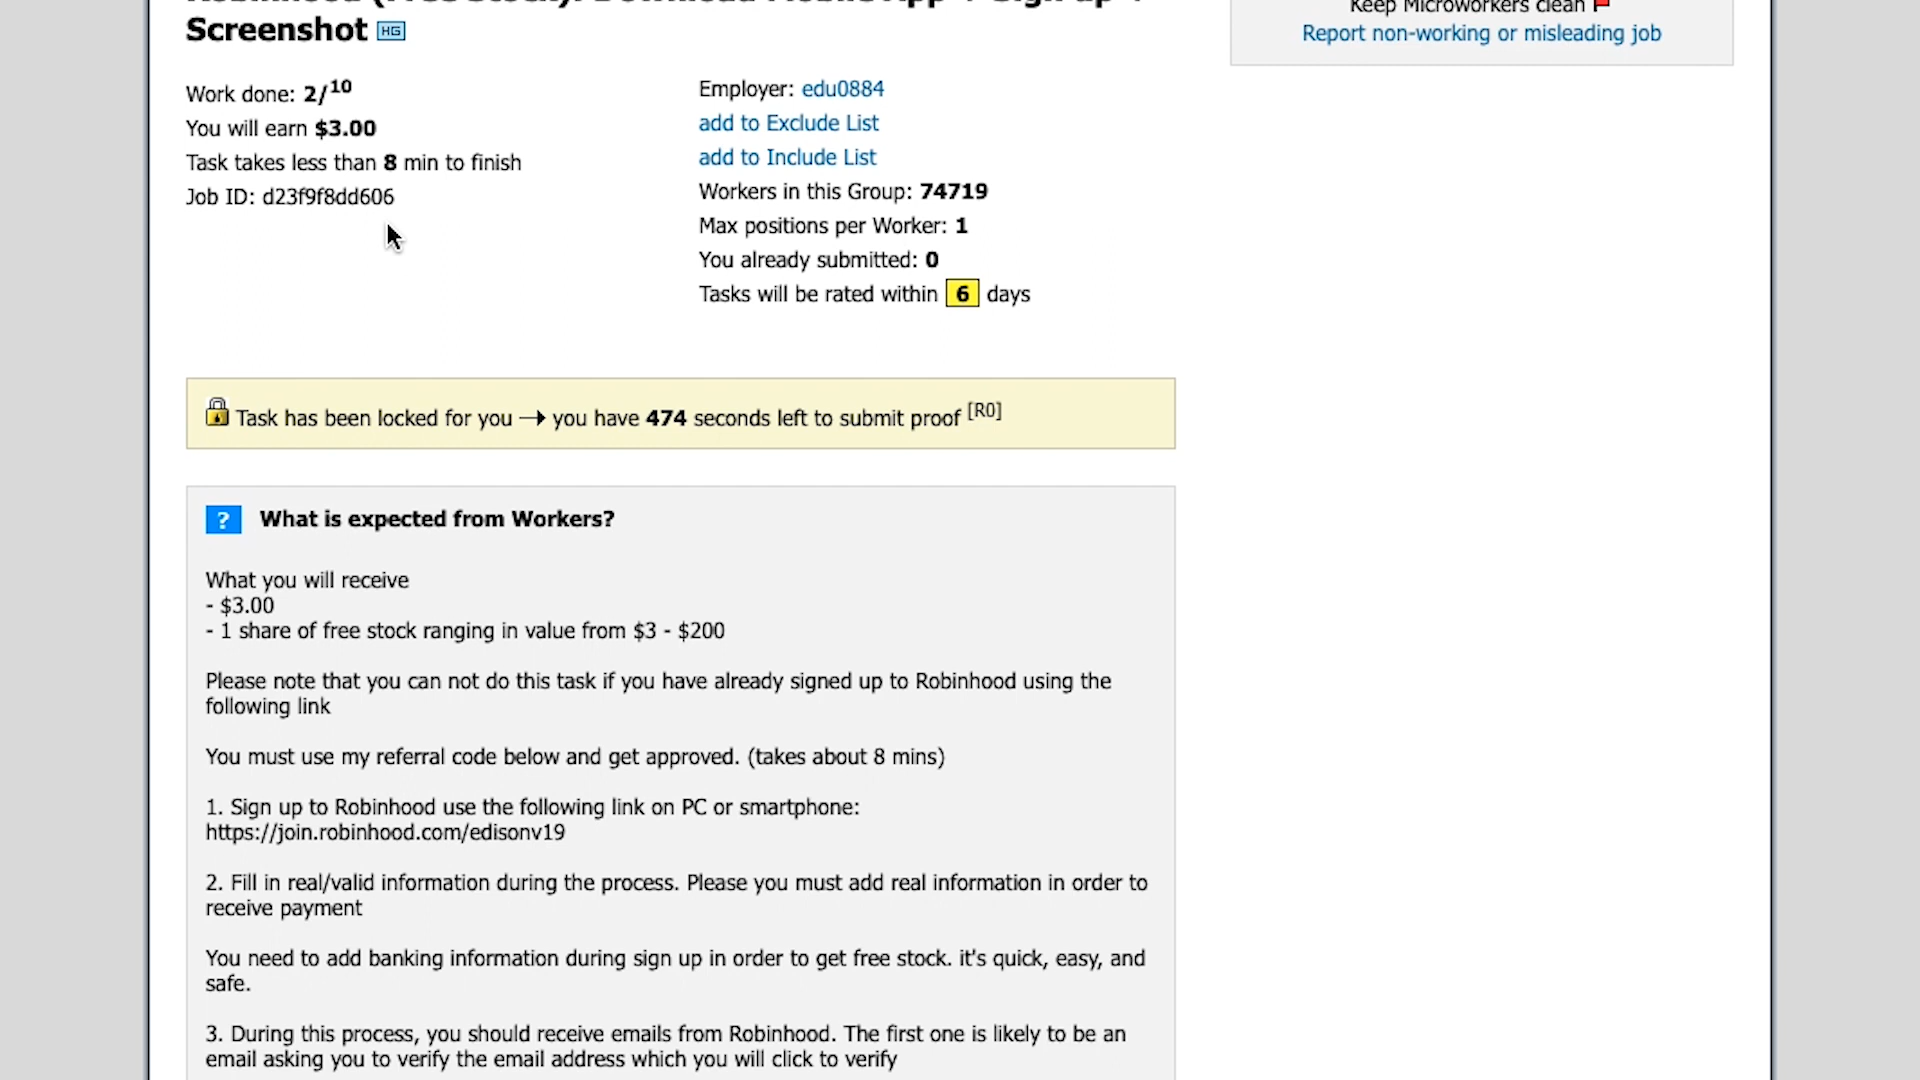 Robinhood (Free Stock): Download Mobile App + Sign up +
Screenshot HG
Keep Microworkers clean
Report non-working or misleading job
Work done: 2/10
You will earn $3.00
Task takes less than 8 min to finish
Job ID: d23f9f8dd606
Employer: edu0884
add to Exclude List
add to Include List
Workers in this Group: 74719
Max positions per Worker: 1
You already submitted: 0
Tasks will be rated within 6 days
Task has been locked for you → you have 474 seconds left to submit proof [R0]
? What is expected from Workers?
What you will receive
- $3.00
- 1 share of free stock ranging in value from $3 - $200
Please note that you can not do this task if you have already signed up to Robinhood using the
following link
You must use my referral code below and get approved. (takes about 8 mins)
1. Sign up to Robinhood use the following link on PC or smartphone:
https://join.robinhood.com/edisonv19
2. Fill in real/valid information during the process. Please you must add real information in order to
receive payment
You need to add banking information during sign up in order to get free stock. it's quick, easy, and
safe.
3. During this process, you should receive emails from Robinhood. The first one is likely to be an
email asking you to verify the email address which you will click to verify